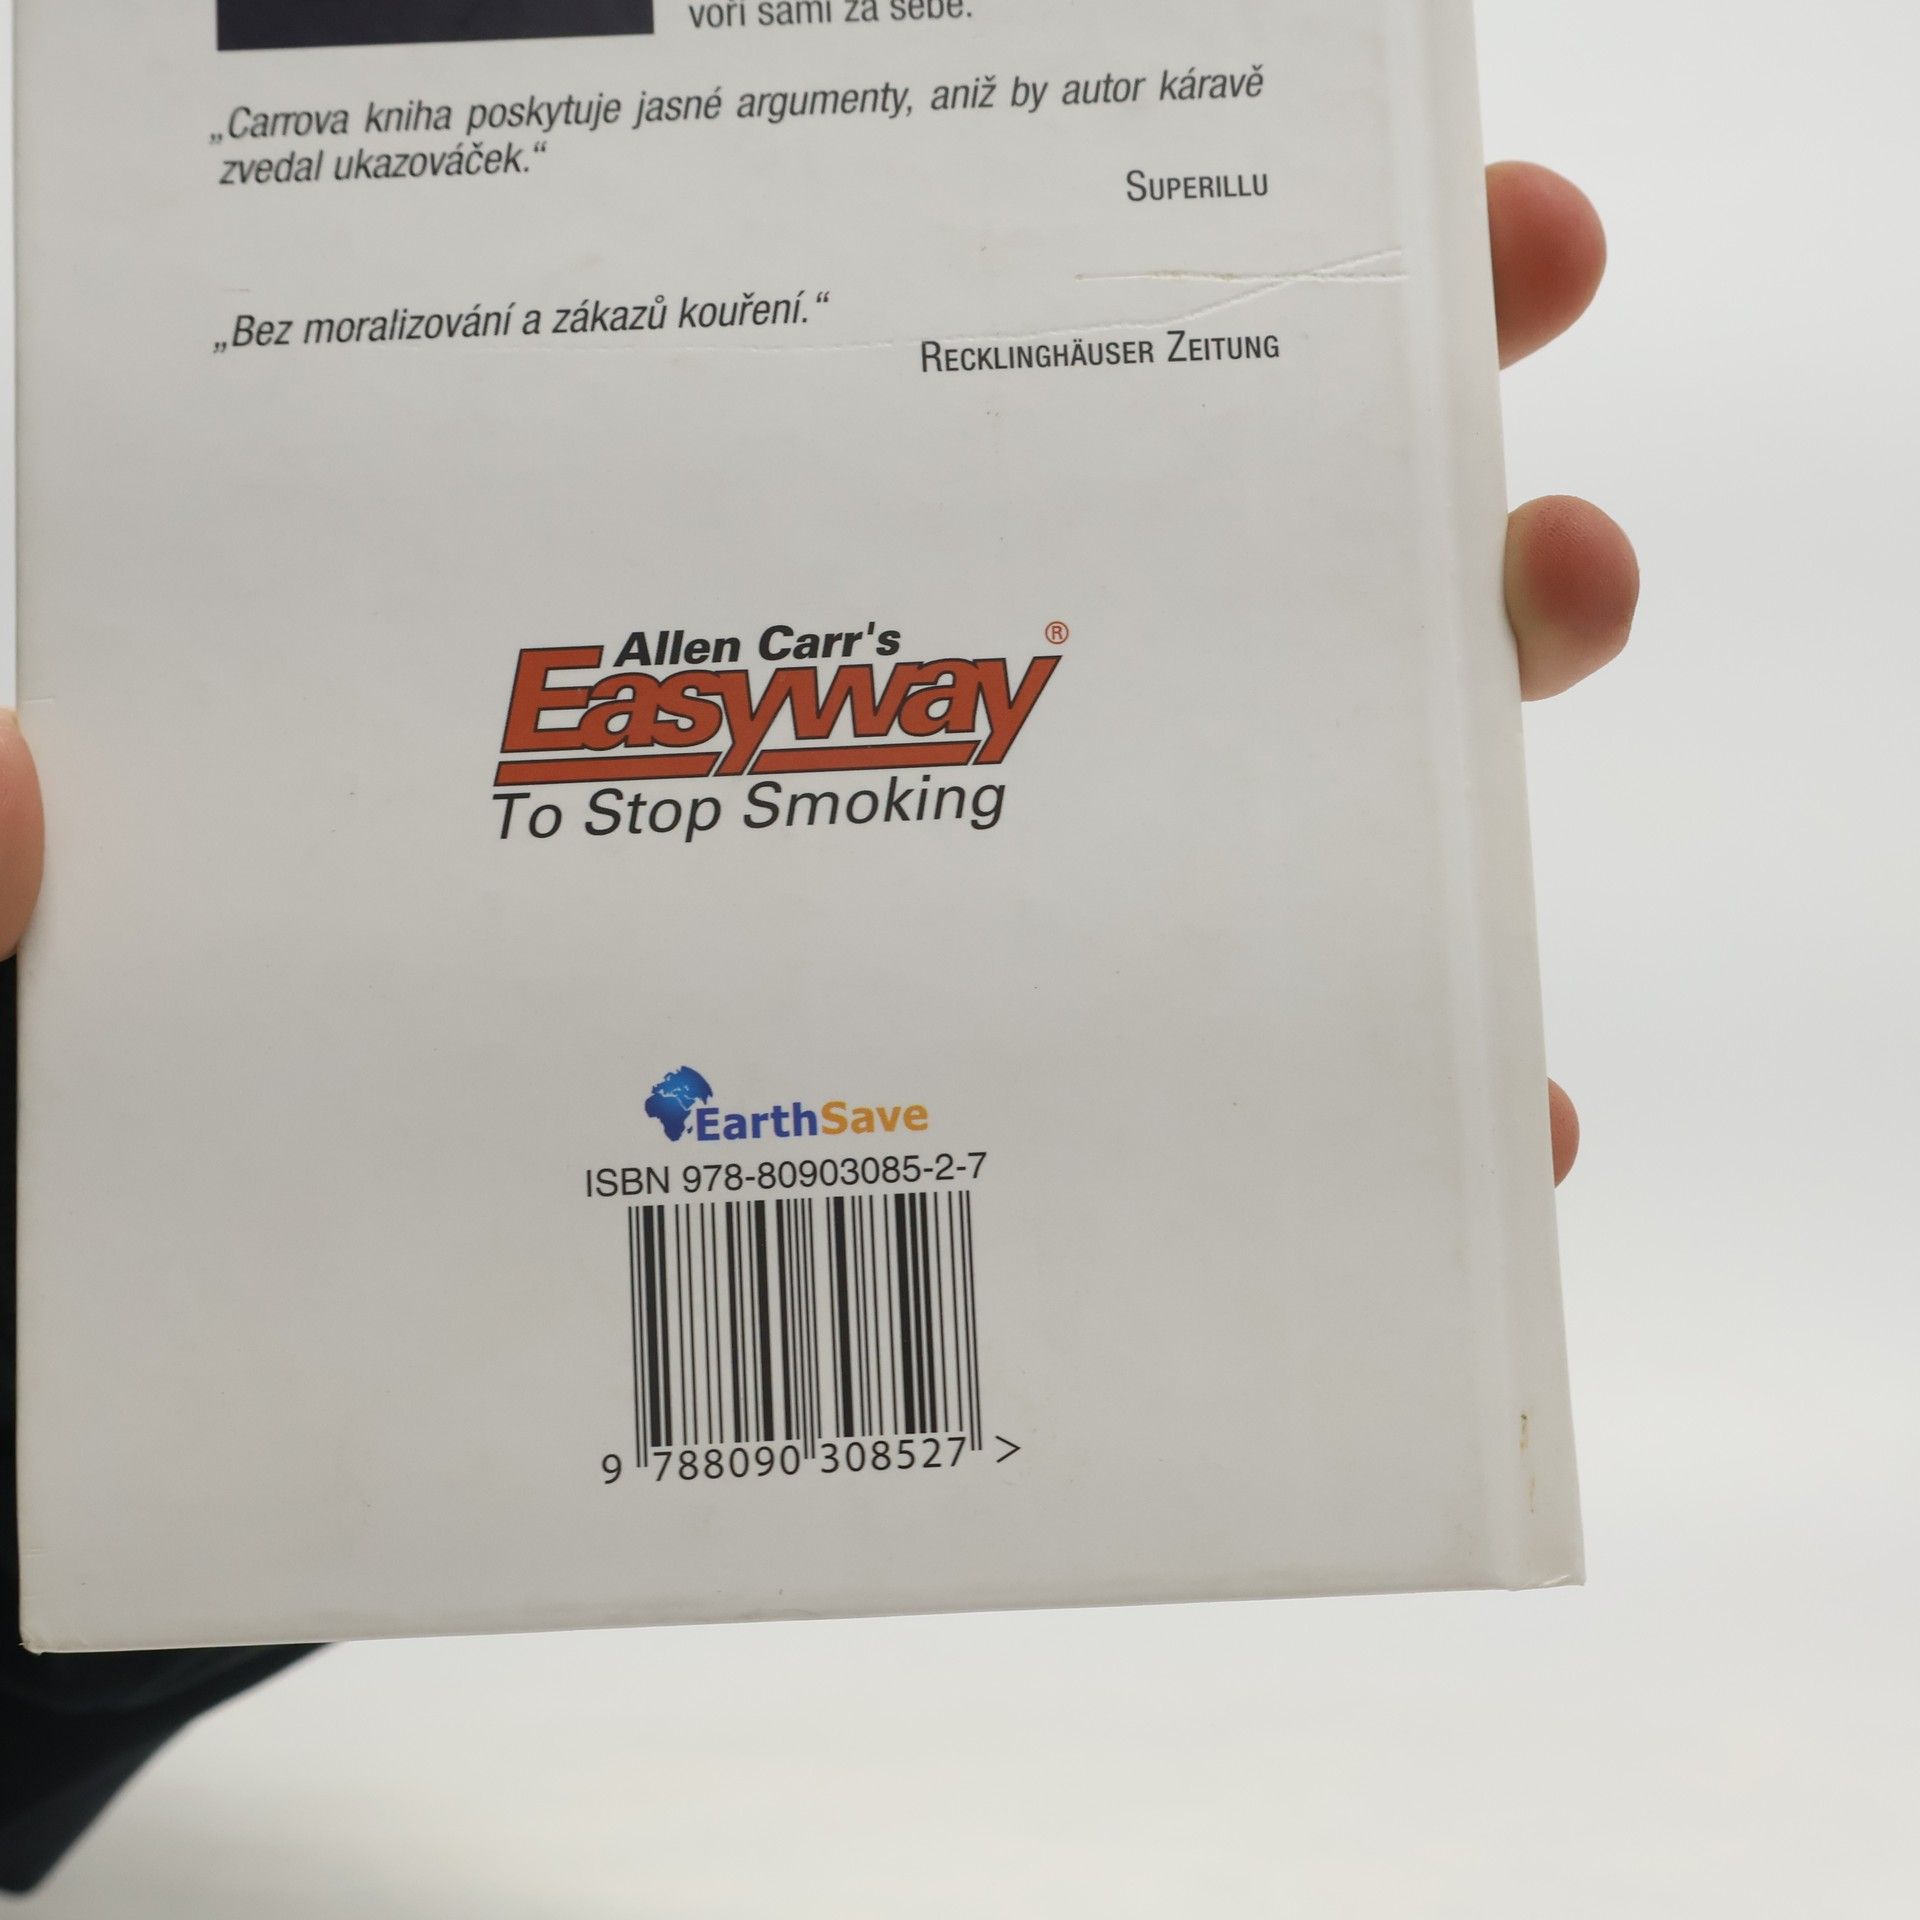 voří sami za sebe.
„Carrova kniha poskytuje jasné argumenty, aniž by autor káravě
zvedal ukazováček.“
SUPERILLU
„Bez moralizování a zákazů kouření.“
RECKLINGHÄUSER ZEITUNG
Allen Carr's
Easyway®
To Stop Smoking
EarthSave
ISBN 978-80903085-2-7
9 788090 308527 >